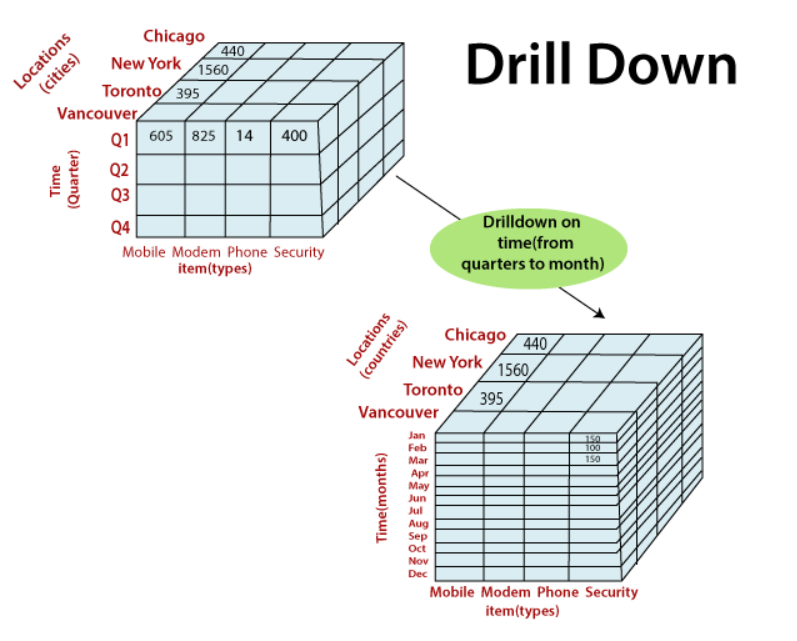 Drill Down
Locations
(cities)
Chicago
New York
Toronto
Vancouver
440
1560
395
Time
(Quarter)
Q1 605 825 14 400
Q2
Q3
Q4
Mobile Modem Phone Security
item(types)
Drilldown on
time(from
quarters to month)
Locations
(countries)
Chicago
New York
Toronto
Vancouver
440
1560
395
Time(months)
Jan 150
Feb 100
Mar 150
Apr
May
Jun
Jul
Aug
Sep
Oct
Nov
Dec
Mobile Modem Phone Security
item(types)